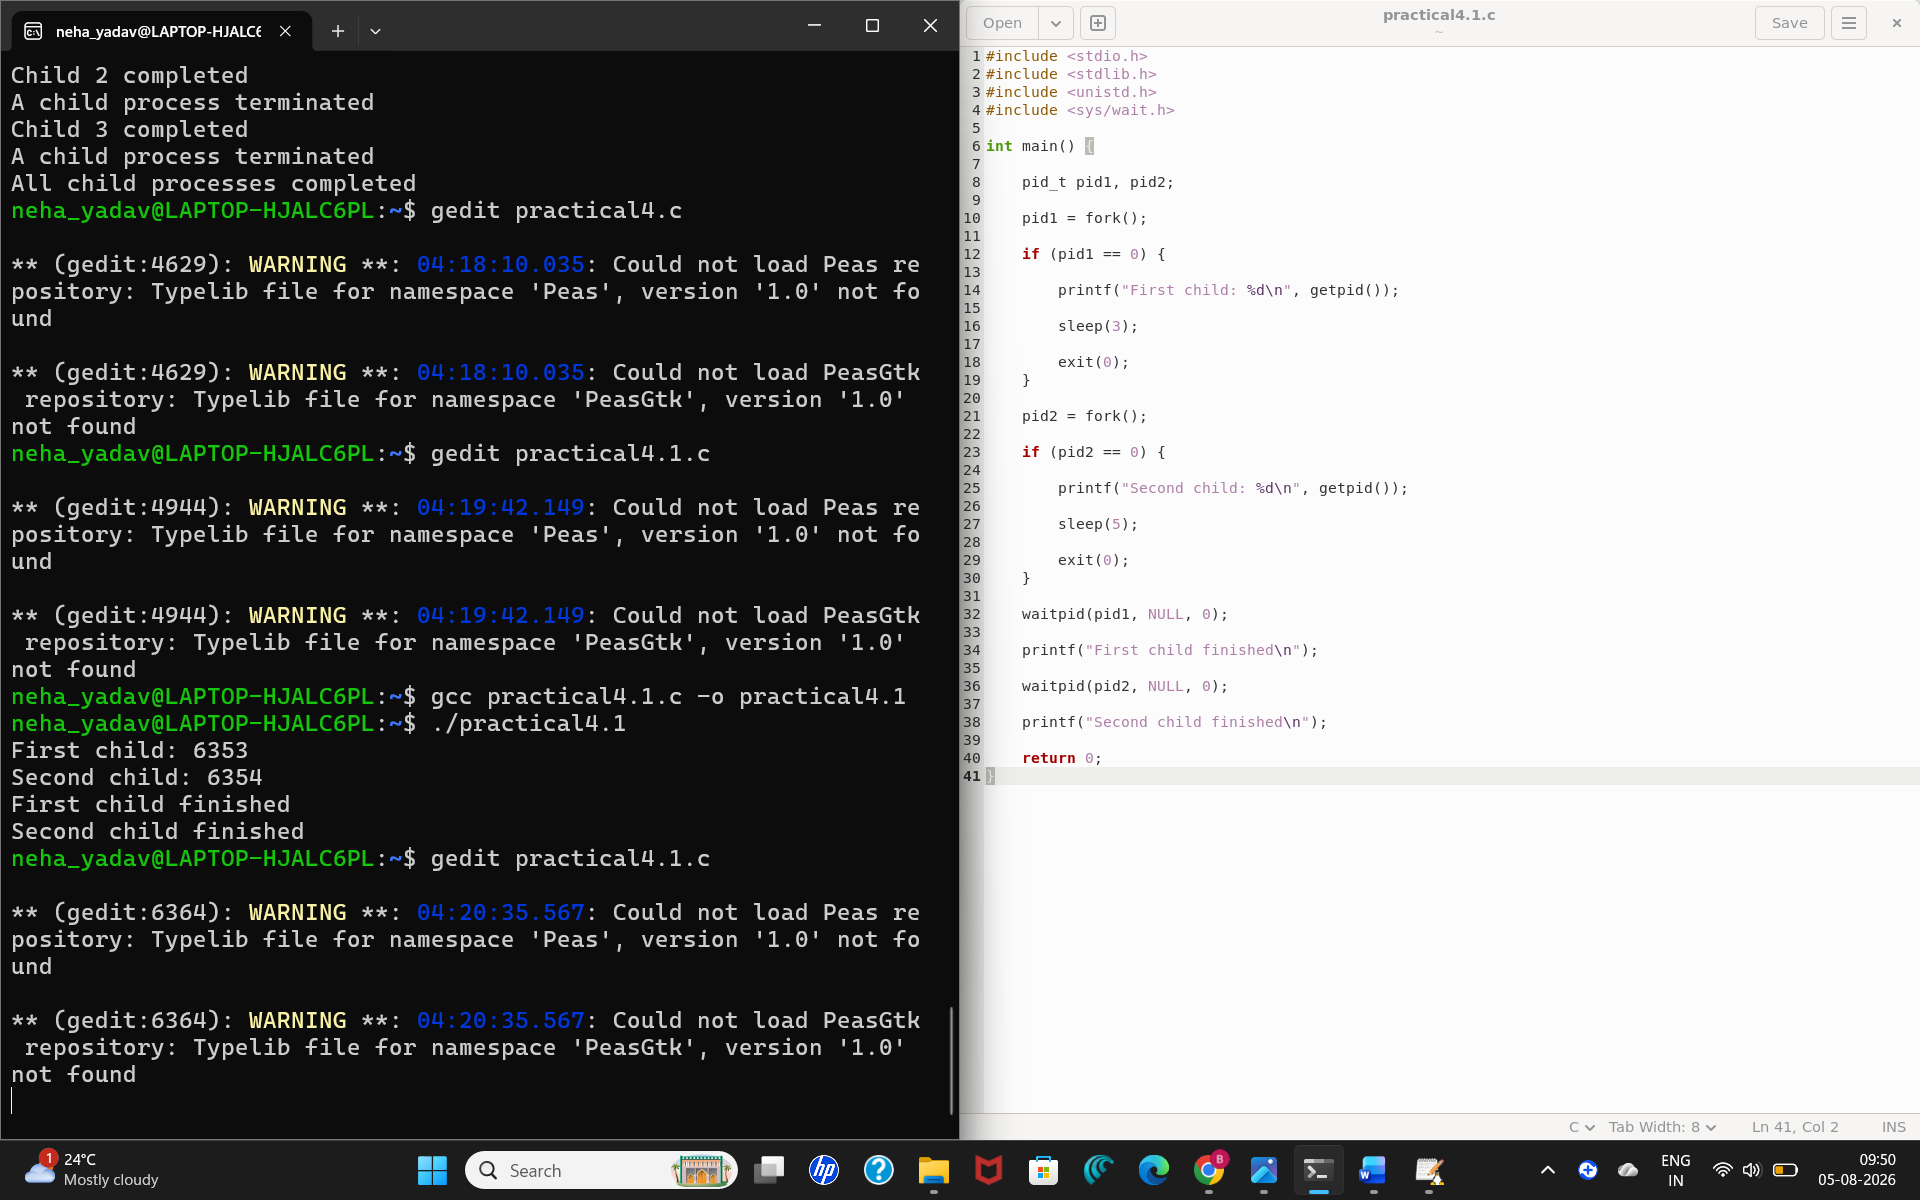 neha_yadav@LAPTOP-HJALC6
Child 2 completed
A child process terminated
Child 3 completed
A child process terminated
All child processes completed
neha_yadav@LAPTOP-HJALC6PL:~$ gedit practical4.c
** (gedit:4629): WARNING **: 04:18:10.035: Could not load Peas re
pository: Typelib file for namespace 'Peas', version '1.0' not fo
und
** (gedit:4629): WARNING **: 04:18:10.035: Could not load PeasGtk
 repository: Typelib file for namespace 'PeasGtk', version '1.0'
not found
neha_yadav@LAPTOP-HJALC6PL:~$ gedit practical4.1.c
** (gedit:4944): WARNING **: 04:19:42.149: Could not load Peas re
pository: Typelib file for namespace 'Peas', version '1.0' not fo
und
** (gedit:4944): WARNING **: 04:19:42.149: Could not load PeasGtk
 repository: Typelib file for namespace 'PeasGtk', version '1.0'
not found
neha_yadav@LAPTOP-HJALC6PL:~$ gcc practical4.1.c -o practical4.1
neha_yadav@LAPTOP-HJALC6PL:~$ ./practical4.1
First child: 6353
Second child: 6354
First child finished
Second child finished
neha_yadav@LAPTOP-HJALC6PL:~$ gedit practical4.1.c
** (gedit:6364): WARNING **: 04:20:35.567: Could not load Peas re
pository: Typelib file for namespace 'Peas', version '1.0' not fo
und
** (gedit:6364): WARNING **: 04:20:35.567: Could not load PeasGtk
 repository: Typelib file for namespace 'PeasGtk', version '1.0'
not found
Open practical4.1.c Save
~
1 #include <stdio.h>
2 #include <stdlib.h>
3 #include <unistd.h>
4 #include <sys/wait.h>
5
6 int main() {
7
8     pid_t pid1, pid2;
9
10     pid1 = fork();
11
12     if (pid1 == 0) {
13
14         printf("First child: %d\n", getpid());
15
16         sleep(3);
17
18         exit(0);
19     }
20
21     pid2 = fork();
22
23     if (pid2 == 0) {
24
25         printf("Second child: %d\n", getpid());
26
27         sleep(5);
28
29         exit(0);
30     }
31
32     waitpid(pid1, NULL, 0);
33
34     printf("First child finished\n");
35
36     waitpid(pid2, NULL, 0);
37
38     printf("Second child finished\n");
39
40     return 0;
41 }
C Tab Width: 8 Ln 41, Col 2 INS
1
24°C
Mostly cloudy
Search
hp
?
B
W
ENG
IN
09:50
05-08-2026